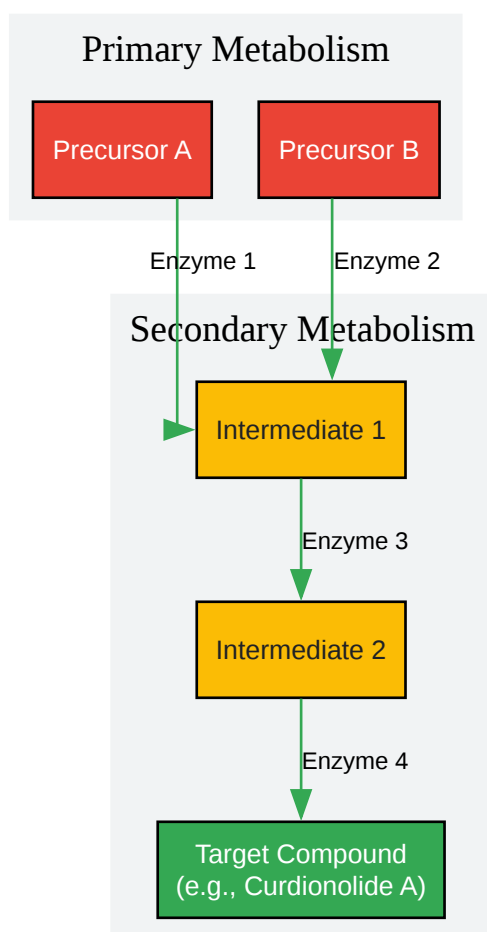 Primary Metabolism
Precursor A
Precursor B
Enzyme 1
Enzyme 2
Secondary Metabolism
Intermediate 1
Enzyme 3
Intermediate 2
Enzyme 4
Target Compound
(e.g., Curdionolide A)